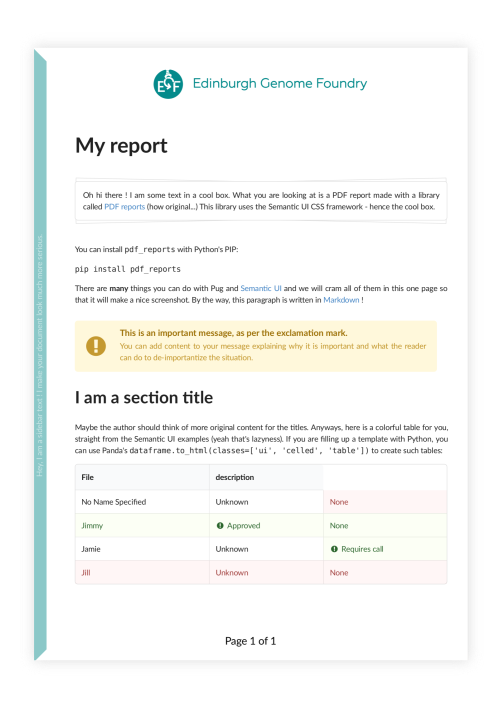 EGF
Edinburgh Genome Foundry
My report
Oh hi there ! I am some text in a cool box. What you are looking at is a PDF report made with a library
called PDF reports (how original...) This library uses the Semantic UI CSS framework - hence the cool box.
You can install pdf_reports with Python's PIP:
pip install pdf_reports
There are many things you can do with Pug and Semantic UI and we will cram all of them in this one page so
that it will make a nice screenshot. By the way, this paragraph is written in Markdown !
This is an important message, as per the exclamation mark.
You can add content to your message explaining why it is important and what the reader
can do to de-importantize the situation.
I am a section title
Maybe the author should think of more original content for the titles. Anyways, here is a colorful table for you,
straight from the Semantic UI examples (yeah that's lazyness). If you are filling up a template with Python, you
can use Panda's dataframe.to_html(classes=['ui', 'celled', 'table']) to create such tables:
File description
No Name Specified Unknown None
Jimmy Approved None
Jamie Unknown Requires call
Jill Unknown None
Page 1 of 1
Hey, I am a sidebar text ! I make your document look much more serious